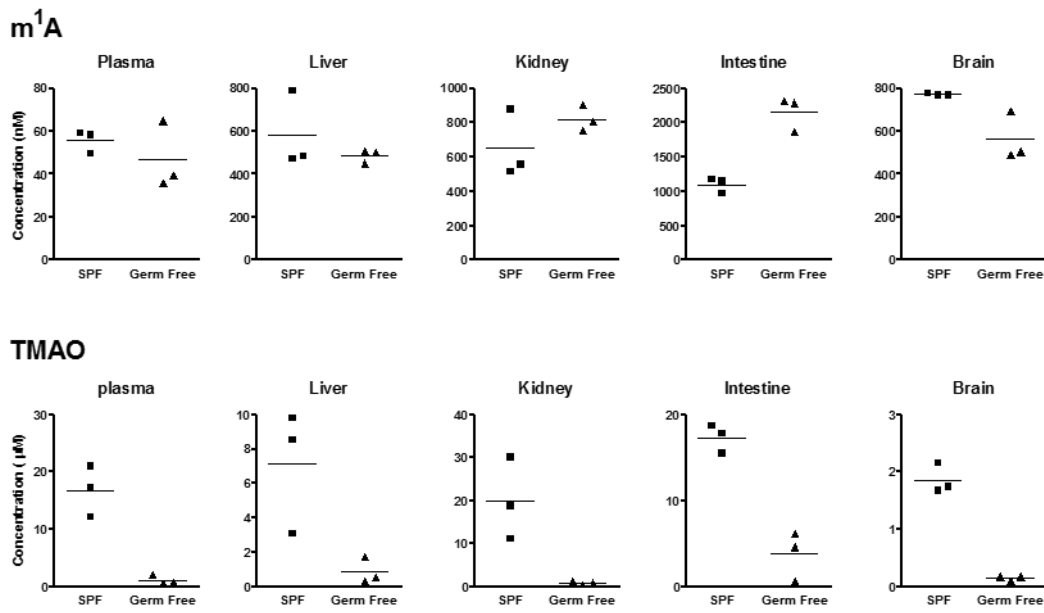 m¹A
Plasma Liver Kidney Intestine Brain
Concentration (nM)
80 60 40 20 0
800 600 400 200 0
1000 800 600 400 200 0
2500 2000 1500 1000 500 0
800 600 400 200 0
SPF Germ Free SPF Germ Free SPF Germ Free SPF Germ Free SPF Germ Free
TMAO
plasma Liver Kidney Intestine Brain
Concentration ( µM)
30 20 10 0
10 8 6 4 2 0
40 30 20 10 0
20 10 0
3 2 1 0
SPF Germ Free SPF Germ Free SPF Germ Free SPF Germ Free SPF Germ Free